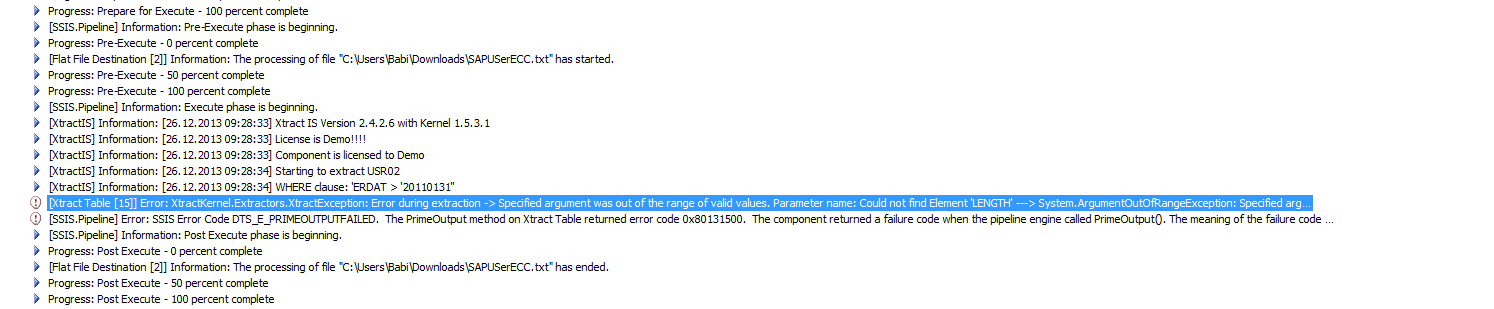 Progress: Prepare for Execute - 100 percent complete
[SSIS.Pipeline] Information: Pre-Execute phase is beginning.
Progress: Pre-Execute - 0 percent complete
[Flat File Destination [2]] Information: The processing of file "C:\Users\Babi\Downloads\SAPUSerECC.txt" has started.
Progress: Pre-Execute - 50 percent complete
Progress: Pre-Execute - 100 percent complete
[SSIS.Pipeline] Information: Execute phase is beginning.
[XtractIS] Information: [26.12.2013 09:28:33] Xtract IS Version 2.4.2.6 with Kernel 1.5.3.1
[XtractIS] Information: [26.12.2013 09:28:33] License is Demo!!!!
[XtractIS] Information: [26.12.2013 09:28:33] Component is licensed to Demo
[XtractIS] Information: [26.12.2013 09:28:34] Starting to extract USR02
[XtractIS] Information: [26.12.2013 09:28:34] WHERE clause: 'ERDAT > '20110131''
[Xtract Table [15]] Error: XtractKernel.Extractors.XtractException: Error during extraction -> Specified argument was out of the range of valid values. Parameter name: Could not find Element 'LENGTH' ---> System.ArgumentOutOfRangeException: Specified arg...
[SSIS.Pipeline] Error: SSIS Error Code DTS_E_PRIMEOUTPUTFAILED.  The PrimeOutput method on Xtract Table returned error code 0x80131500.  The component returned a failure code when the pipeline engine called PrimeOutput(). The meaning of the failure code ...
[SSIS.Pipeline] Information: Post Execute phase is beginning.
Progress: Post Execute - 0 percent complete
[Flat File Destination [2]] Information: The processing of file "C:\Users\Babi\Downloads\SAPUSerECC.txt" has ended.
Progress: Post Execute - 50 percent complete
Progress: Post Execute - 100 percent complete